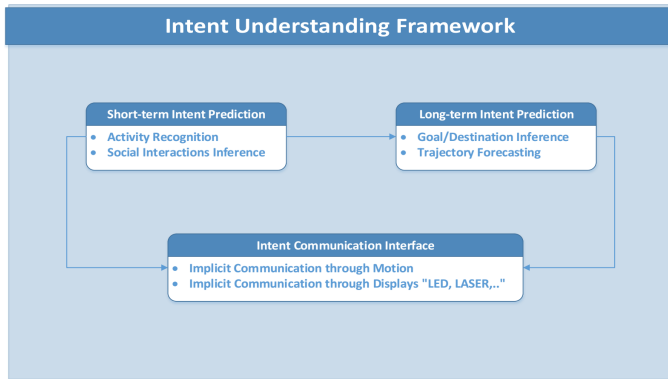 Intent Understanding Framework
Short-term Intent Prediction
• Activity Recognition
• Social Interactions Inference
Long-term Intent Prediction
• Goal/Destination Inference
• Trajectory Forecasting
Intent Communication Interface
• Implicit Communication through Motion
• Implicit Communication through Displays "LED, LASER,.."